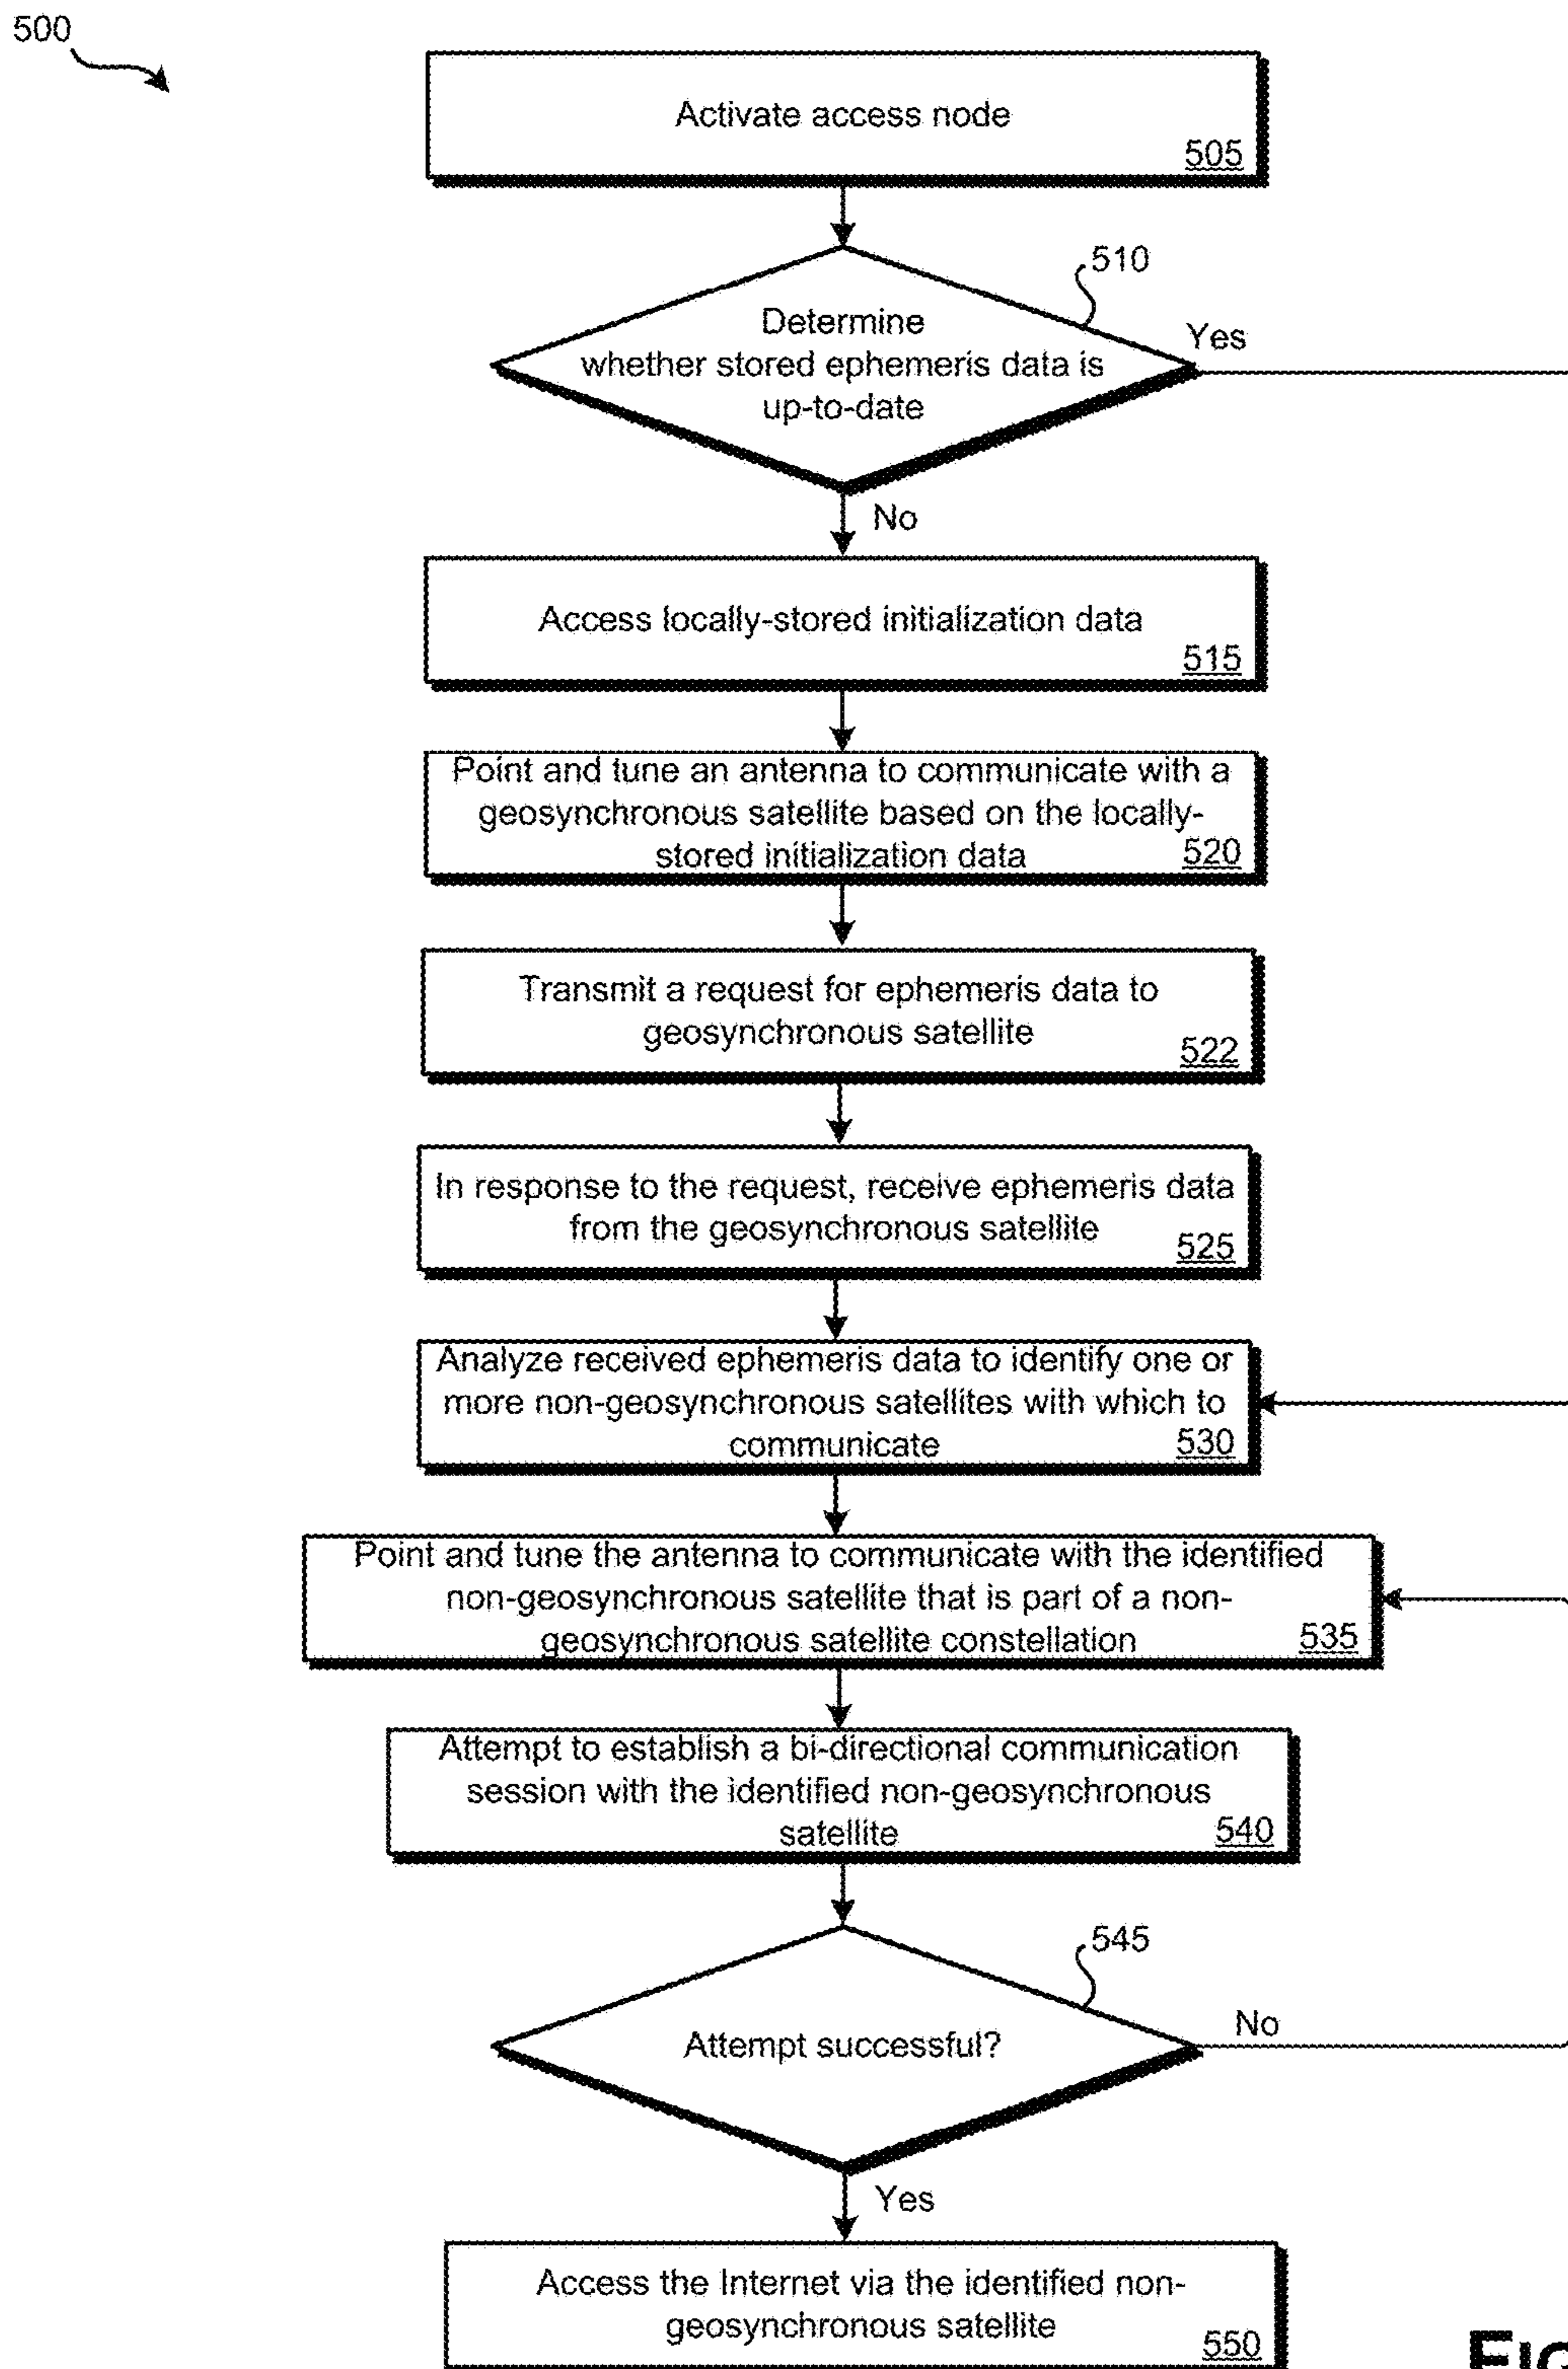 500
Activate access node
505
510
Determine
whether stored ephemeris data is
up-to-date
Yes
No
Access locally-stored initialization data
515
Point and tune an antenna to communicate with a
geosynchronous satellite based on the locally-
stored initialization data
520
Transmit a request for ephemeris data to
geosynchronous satellite
522
In response to the request, receive ephemeris data
from the geosynchronous satellite
525
Analyze received ephemeris data to identify one or
more non-geosynchronous satellites with which to
communicate
530
Point and tune the antenna to communicate with the identified
non-geosynchronous satellite that is part of a non-
geosynchronous satellite constellation
535
Attempt to establish a bi-directional communication
session with the identified non-geosynchronous
satellite
540
545
Attempt successful?
No
Yes
Access the Internet via the identified non-
geosynchronous satellite
550